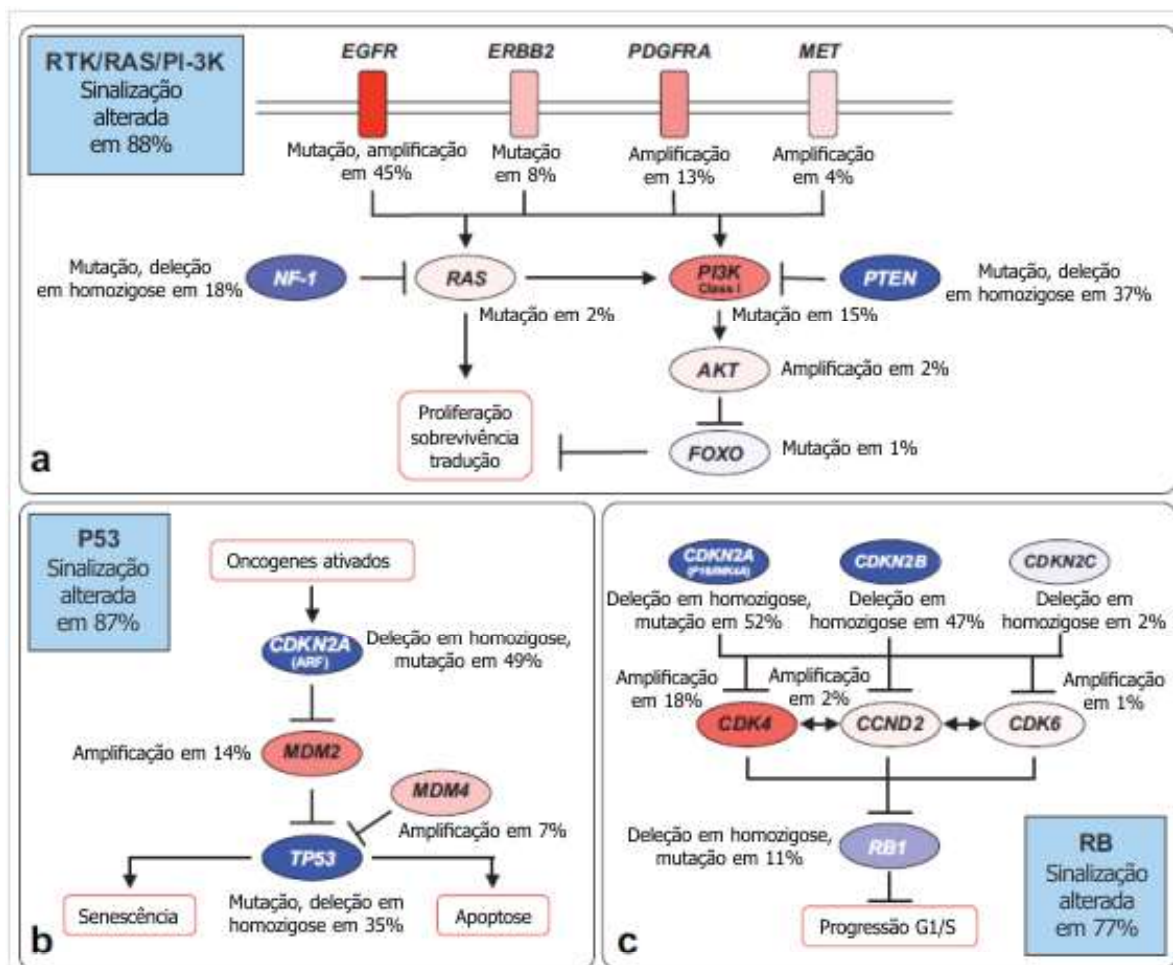 RTK/RAS/PI-3K
Sinalização
alterada
em 88%
EGFR
ERBB2
PDGFRA
MET
Mutação, amplificação
em 45%
Mutação
em 8%
Amplificação
em 13%
Amplificação
em 4%
Mutação, deleção
em homozigose em 18%
NF-1
RAS
PI3K
Class I
PTEN
Mutação, deleção
em homozigose em 37%
Mutação em 2%
Mutação em 15%
AKT
Amplificação em 2%
Proliferação
sobrevivência
tradução
FOXO
Mutação em 1%
a
P53
Sinalização
alterada
em 87%
Oncogenes ativados
CDKN2A
(ARF)
Deleção em homozigose,
mutação em 49%
Amplificação em 14%
MDM2
MDM4
Amplificação em 7%
TP53
Senescência
Mutação, deleção em
homozigose em 35%
Apoptose
b
CDKN2A
(P16/INK4A)
CDKN2B
CDKN2C
Deleção em homozigose,
mutação em 52%
Deleção em
homozigose em 47%
Deleção em
homozigose em 2%
Amplificação
em 18%
Amplificação
em 2%
Amplificação
em 1%
CDK4
CCND2
CDK6
Deleção em homozigose,
mutação em 11%
RB1
Progressão G1/S
RB
Sinalização
alterada
em 77%
c